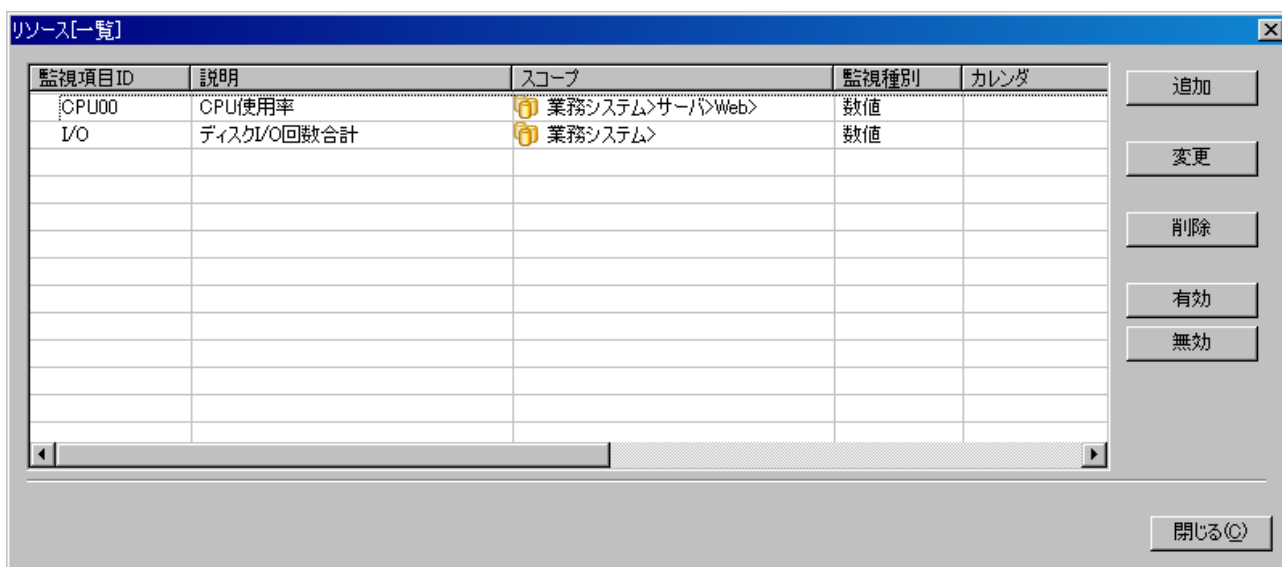 リソース[一覧]
監視項目ID 説明 スコープ 監視種別 カレンダ
CPU00 CPU使用率 業務システム>サーバ>Web> 数値
I/O ディスクI/O回数合計 業務システム> 数値
追加
変更
削除
有効
無効
閉じる(C)